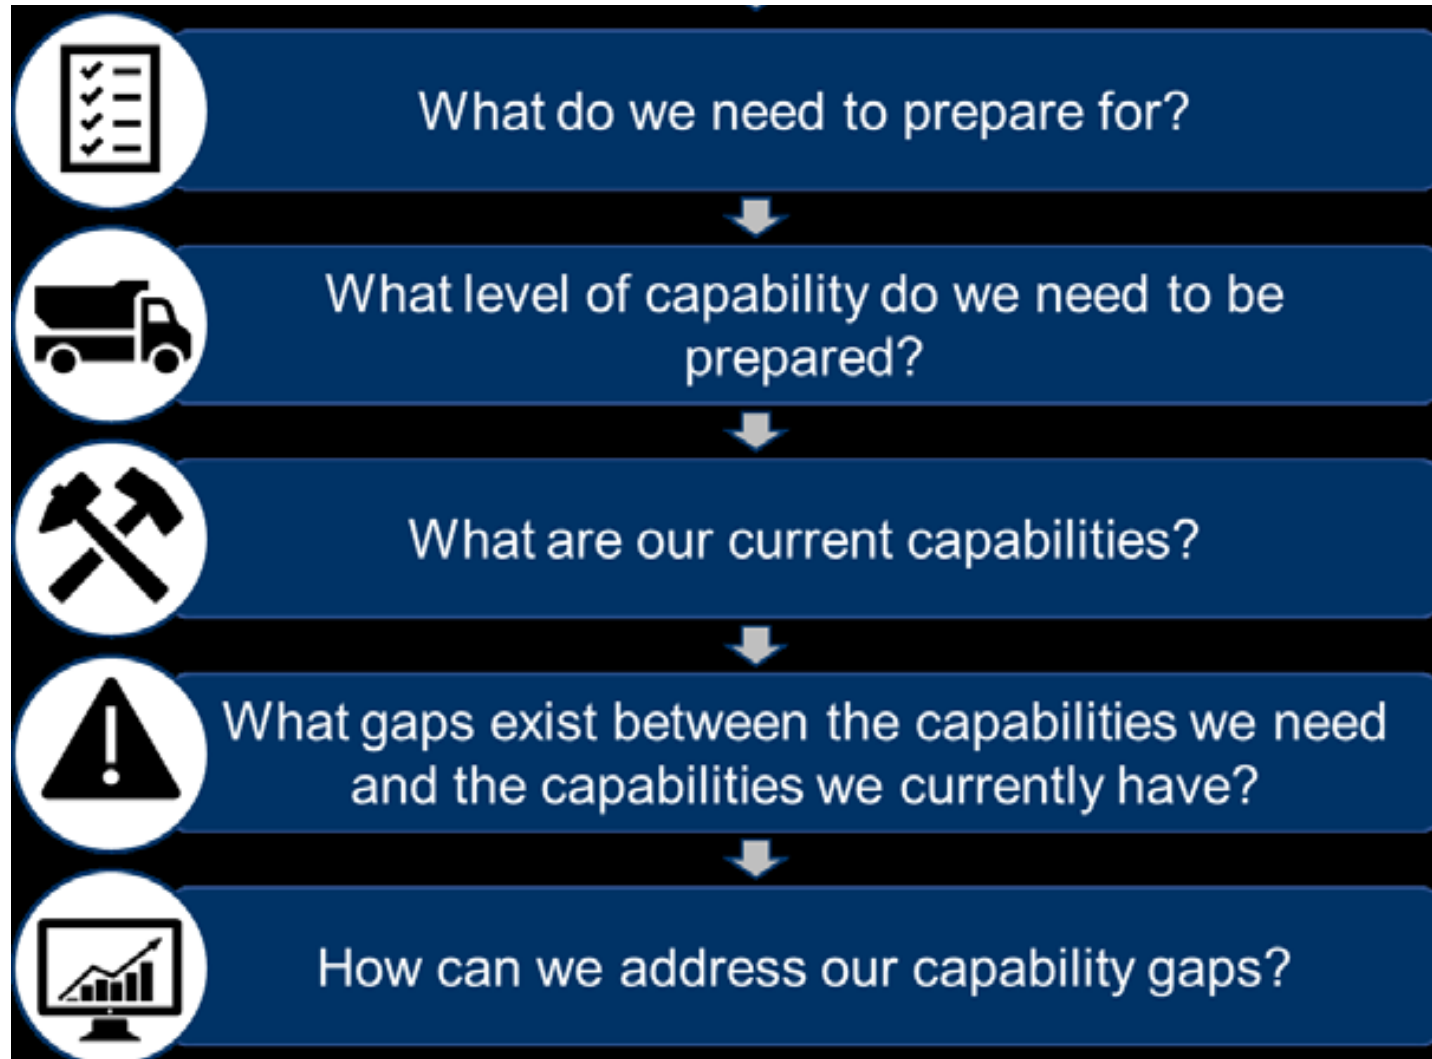 What do we need to prepare for?
What level of capability do we need to be
prepared?
What are our current capabilities?
What gaps exist between the capabilities we need
and the capabilities we currently have?
How can we address our capability gaps?